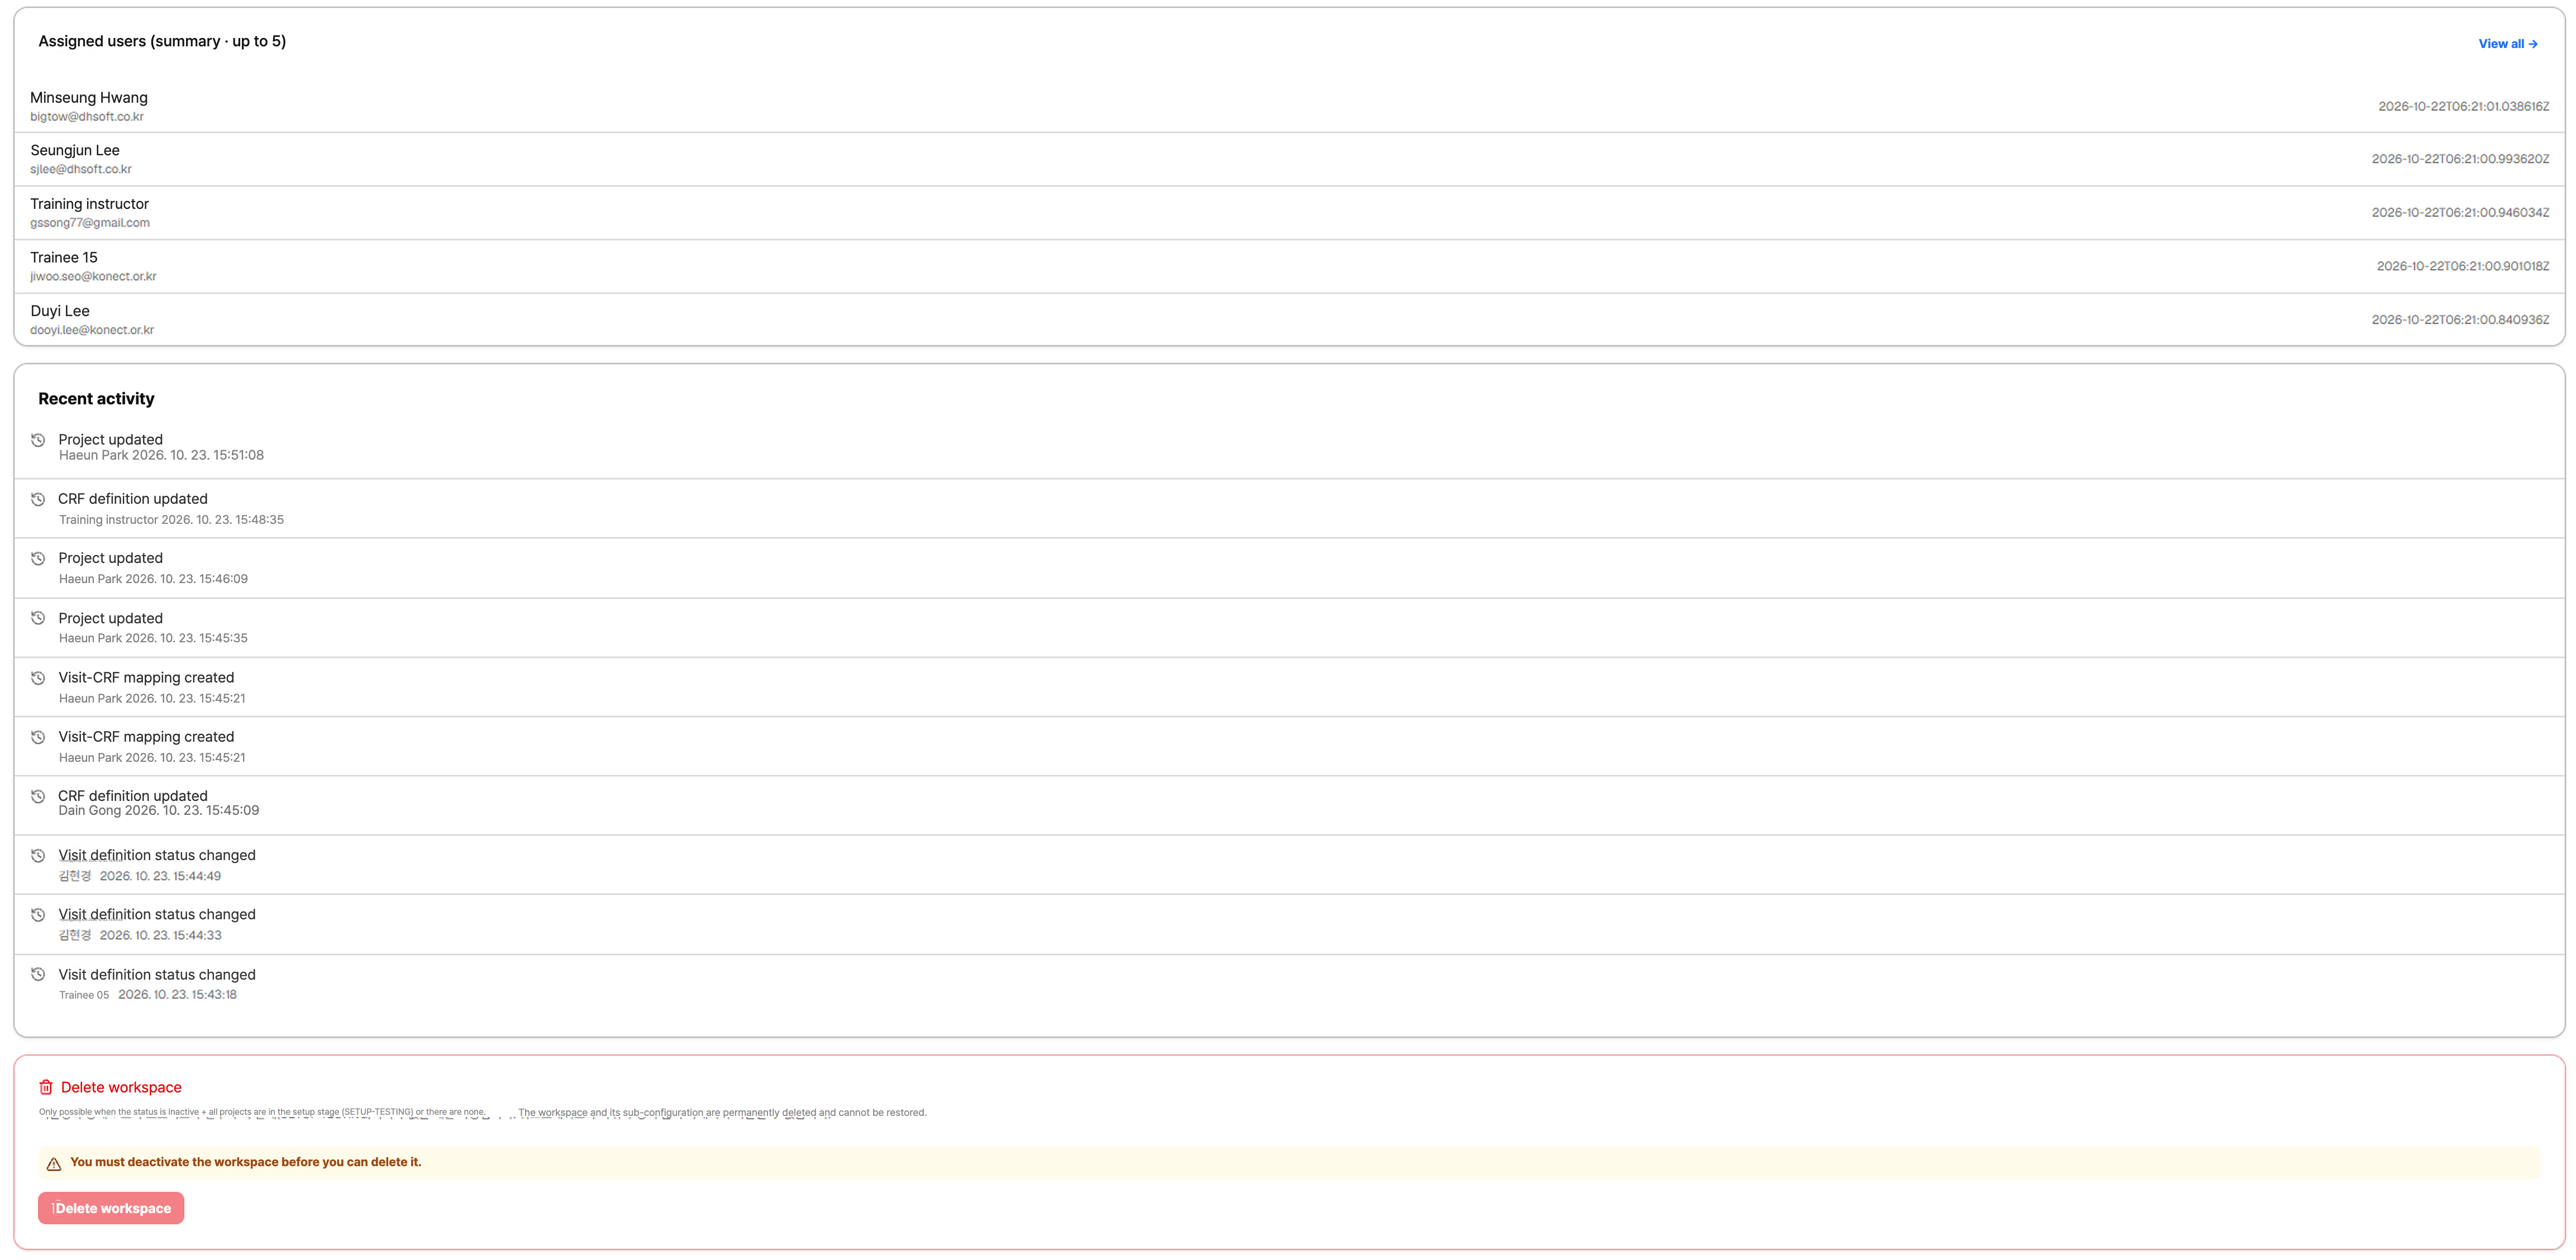 Assigned users (summary · up to 5)
View all →
Minseung Hwang
bigtow@dhsoft.co.kr
2026-10-22T06:21:01.038616Z
Seungjun Lee
sjlee@dhsoft.co.kr
2026-10-22T06:21:00.993620Z
Training instructor
gssong77@gmail.com
2026-10-22T06:21:00.946034Z
Trainee 15
jiwoo.seo@konect.or.kr
2026-10-22T06:21:00.901018Z
Duyi Lee
dooyi.lee@konect.or.kr
2026-10-22T06:21:00.840936Z
Recent activity
Project updated
Haeun Park 2026. 10. 23. 15:51:08
CRF definition updated
Training instructor 2026. 10. 23. 15:48:35
Project updated
Haeun Park 2026. 10. 23. 15:46:09
Project updated
Haeun Park 2026. 10. 23. 15:45:35
Visit-CRF mapping created
Haeun Park 2026. 10. 23. 15:45:21
Visit-CRF mapping created
Haeun Park 2026. 10. 23. 15:45:21
CRF definition updated
Dain Gong 2026. 10. 23. 15:45:09
Visit definition status changed
김현경 2026. 10. 23. 15:44:49
Visit definition status changed
김현경 2026. 10. 23. 15:44:33
Visit definition status changed
Trainee 05 2026. 10. 23. 15:43:18
Delete workspace
Only possible when the status is inactive + all projects are in the setup stage (SETUP-TESTING) or there are none. The workspace and its sub-configuration are permanently deleted and cannot be restored.
You must deactivate the workspace before you can delete it.
Delete workspace